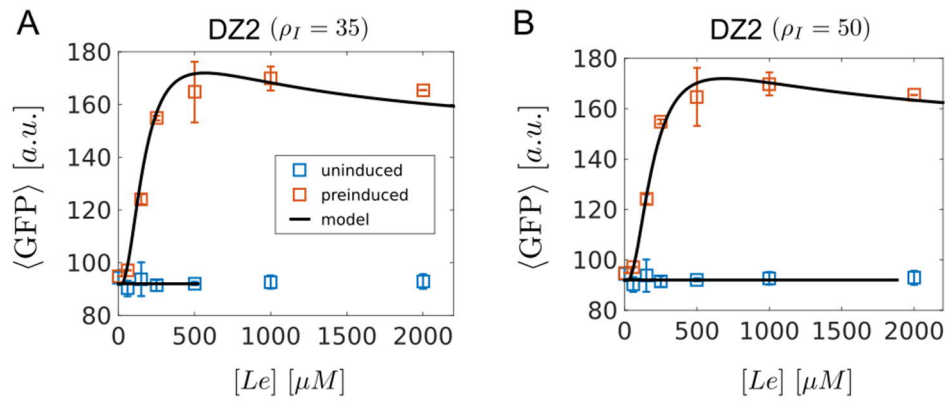 A
DZ2 (ρ_I = 35)
180
160
140
120
100
80
⟨GFP⟩ [a.u.]
uninduced
preinduced
model
0 500 1000 1500 2000
[Le] [μM]
B
DZ2 (ρ_I = 50)
180
160
140
120
100
80
⟨GFP⟩ [a.u.]
0 500 1000 1500 2000
[Le] [μM]